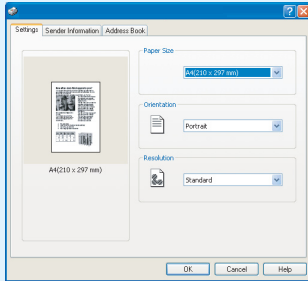 Settings Sender Information Address Book
Paper Size
A4(210 x 297 mm)
Orientation
Portrait
Resolution
Standard
A4(210 x 297 mm)
OK Cancel Help